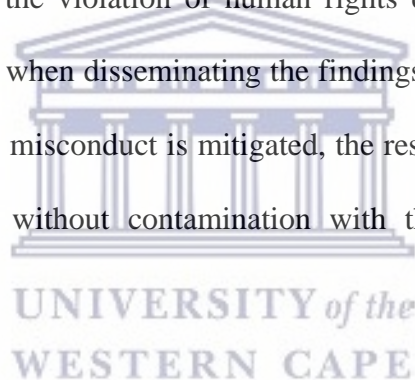 the violation of human rights
when disseminating the findings
misconduct is mitigated, the res
without contamination with th
UNIVERSITY of the
WESTERN CAPE